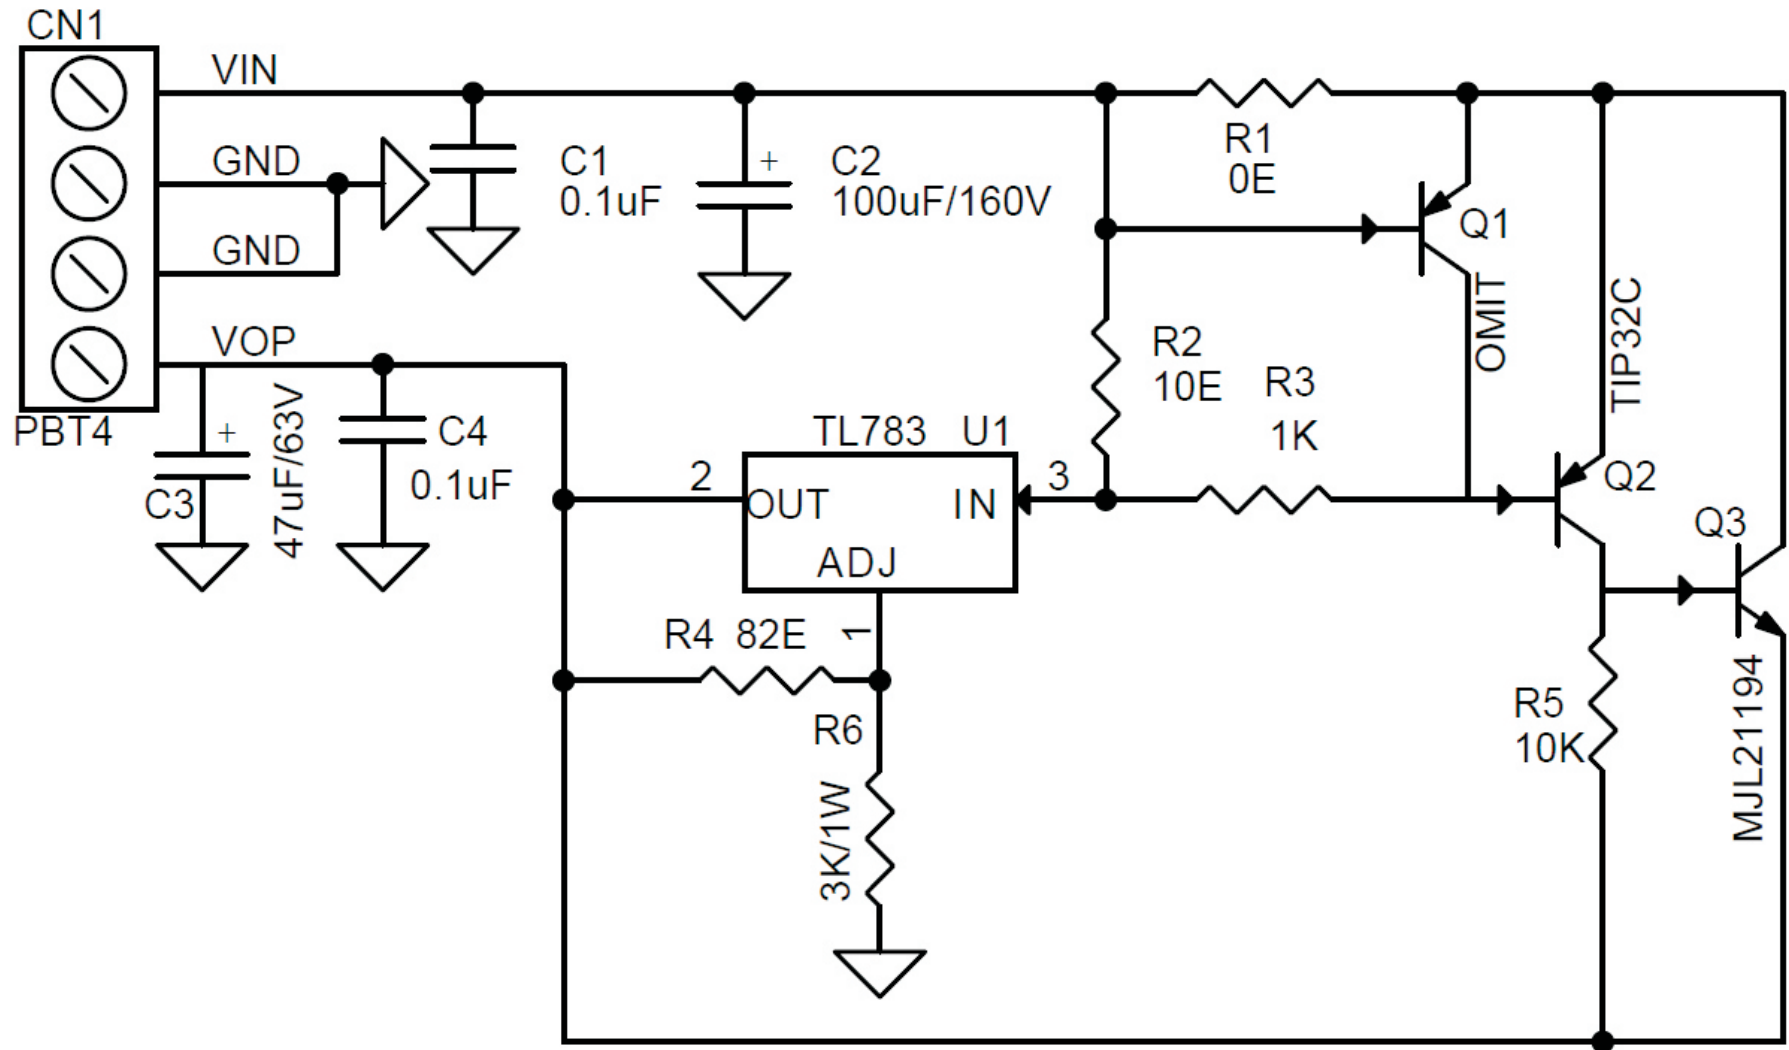 CN1
VIN
GND
GND
VOP
PBT4
C1
0.1uF
+
C2
100uF/160V
R1
0E
Q1
OMIT
R2
10E
R3
1K
TIP32C
Q2
Q3
MJL21194
+
C3
47uF/63V
C4
0.1uF
TL783 U1
2
OUT
IN
3
ADJ
1
R4 82E
R6
3K/1W
R5
10K